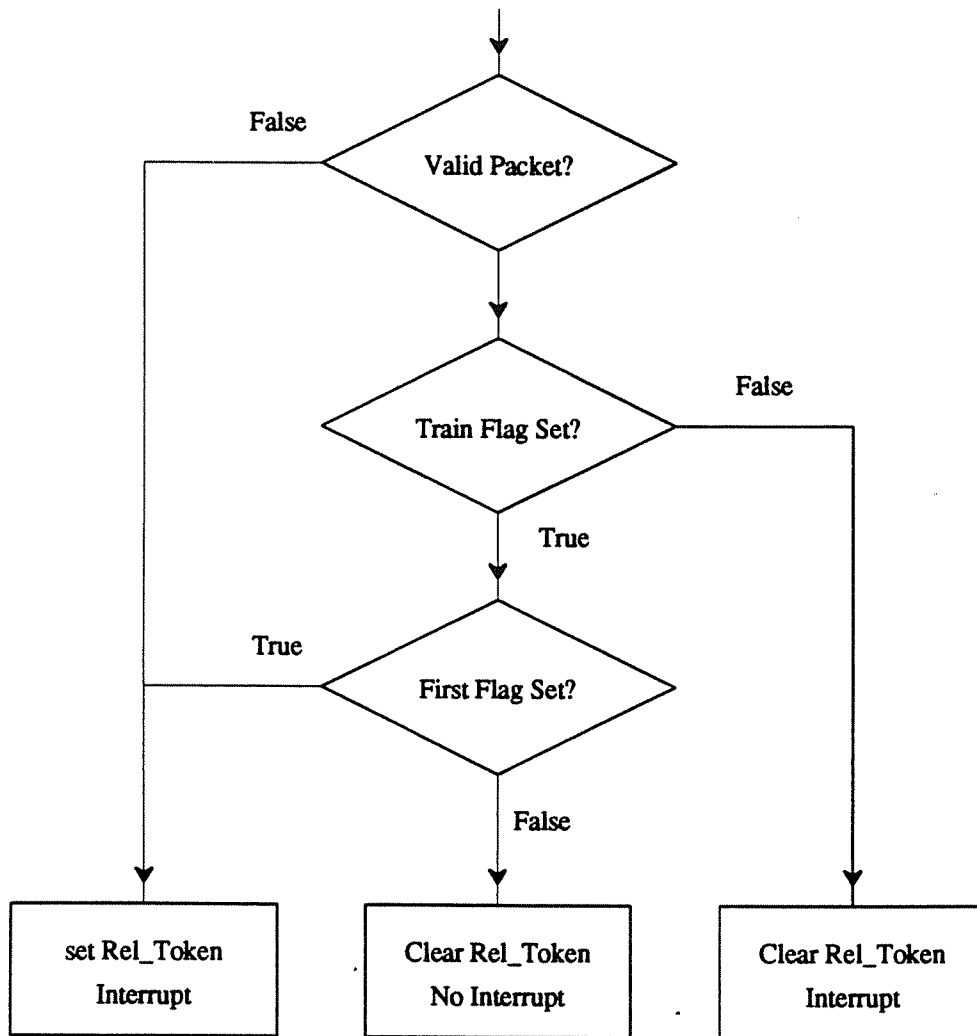 False
Valid Packet?
False
Train Flag Set?
True
True
First Flag Set?
False
set Rel_Token
Interrupt
Clear Rel_Token
No Interrupt
Clear Rel_Token
Interrupt